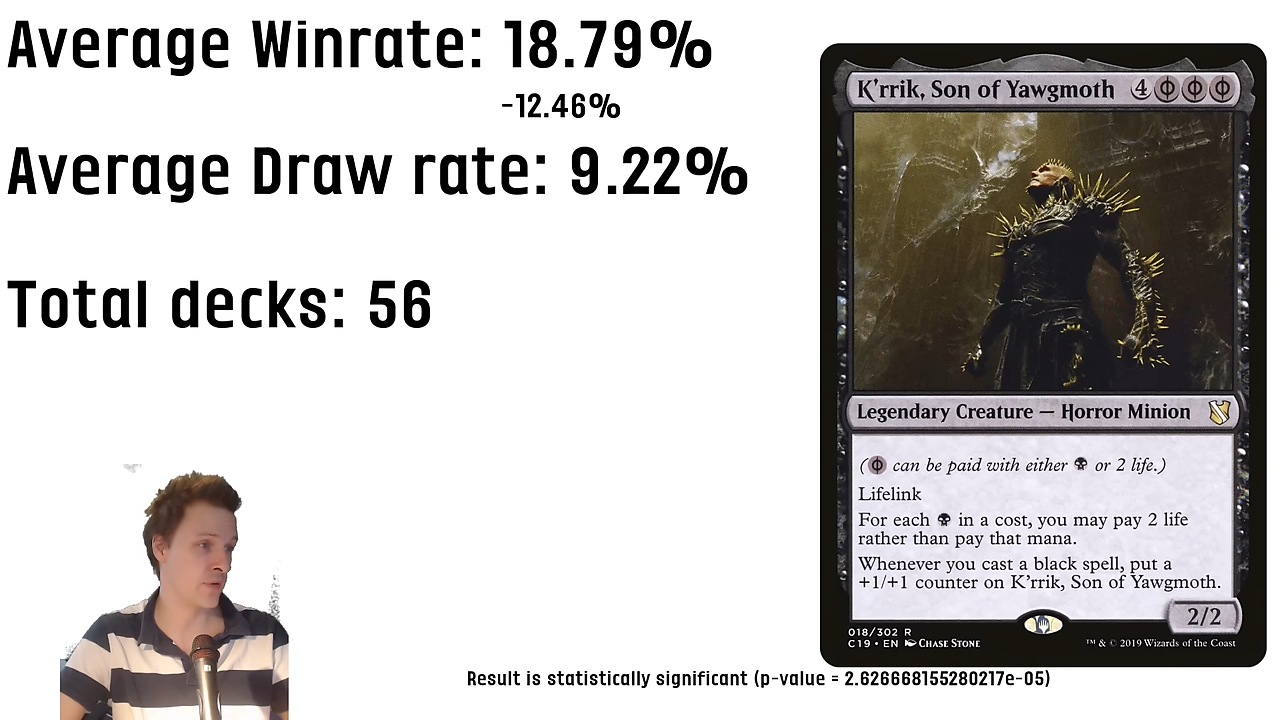 Average Winrate: 18.79%
-12.46%
Average Draw rate: 9.22%
Total decks: 56
K'rrik, Son of Yawgmoth 4
Legendary Creature — Horror Minion
( can be paid with either or 2 life.)
Lifelink
For each in a cost, you may pay 2 life
rather than pay that mana.
Whenever you cast a black spell, put a
+1/+1 counter on K'rrik, Son of Yawgmoth.
2/2
018/302 R
C19 • EN CHASE STONE
™ & © 2019 Wizards of the Coast
Result is statistically significant (p-value = 2.626668155280217e-05)